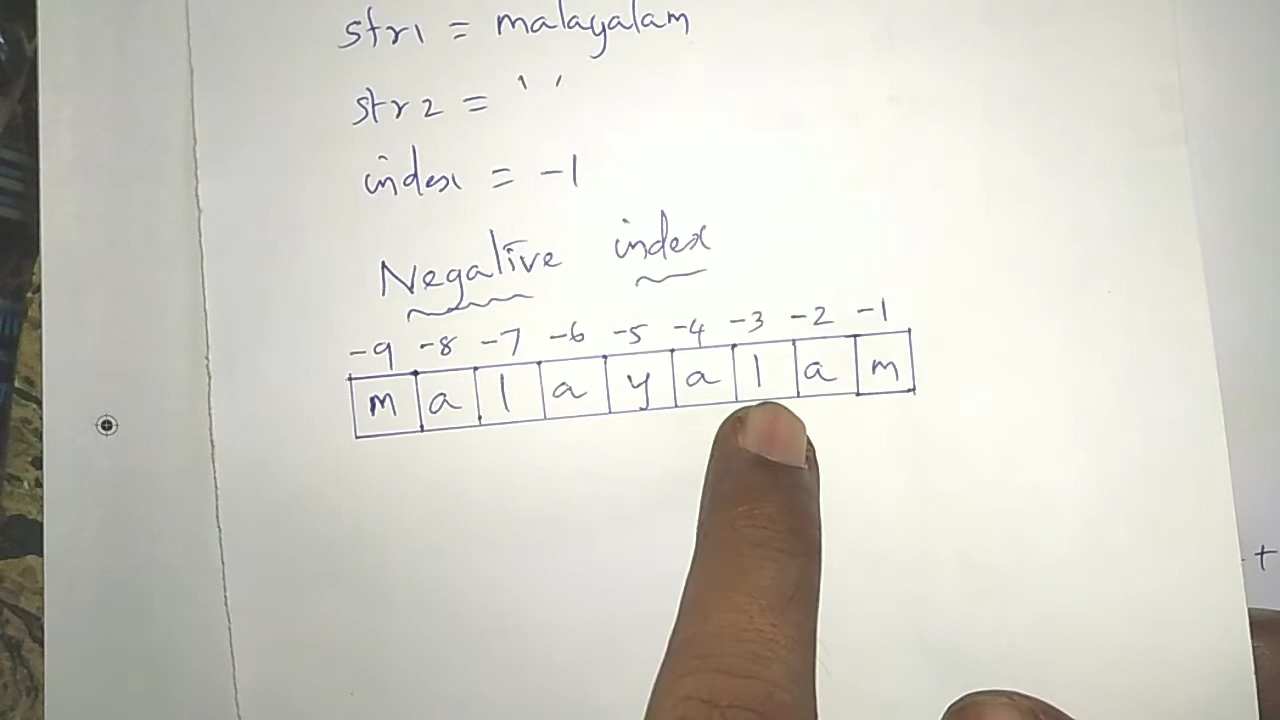 str1 = malayalam
str2 = ' '
index = -1
Negative index
-9 -8 -7 -6 -5 -4 -3 -2 -1
m a l a y a l a m
+